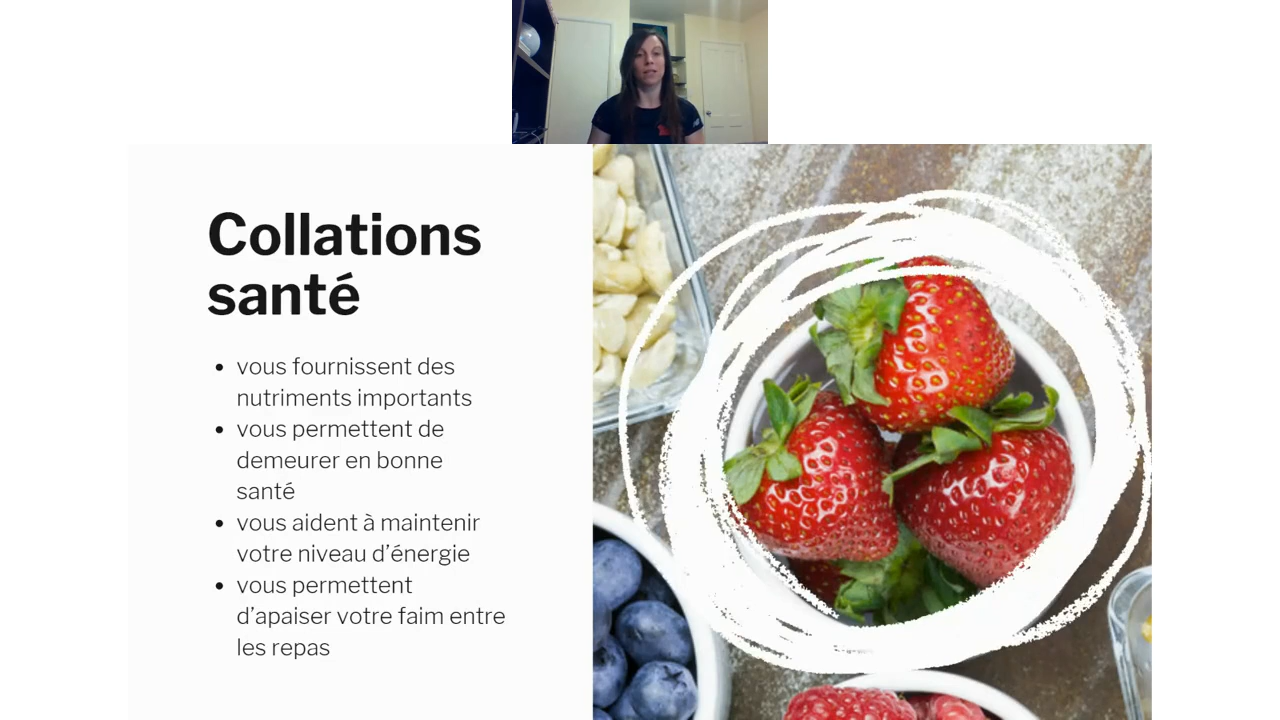 Collations
santé
• vous fournissent des
nutriments importants
• vous permettent de
demeurer en bonne
santé
• vous aident à maintenir
votre niveau d'énergie
• vous permettent
d'apaiser votre faim entre
les repas